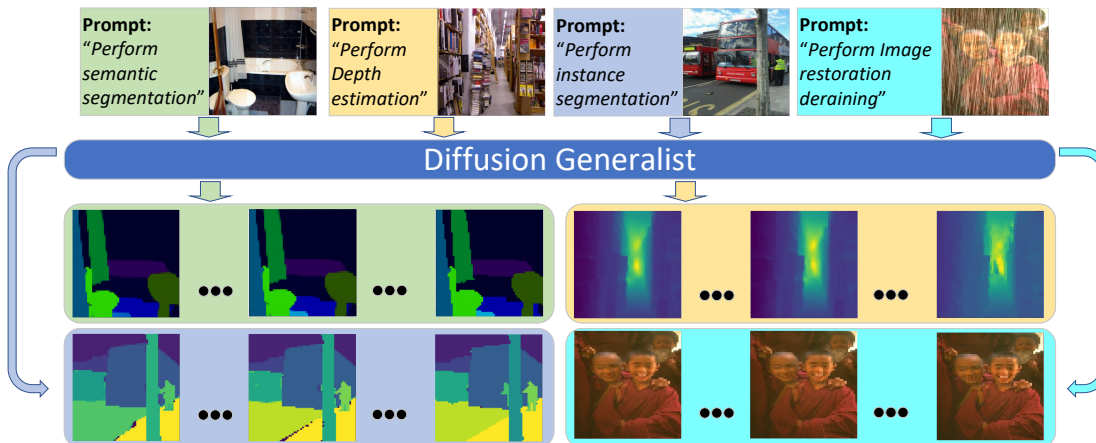 Prompt:
“Perform
semantic
segmentation”
Prompt:
“Perform
Depth
estimation”
Prompt:
“Perform
instance
segmentation”
Prompt:
“Perform Image
restoration
deraining”
Diffusion Generalist